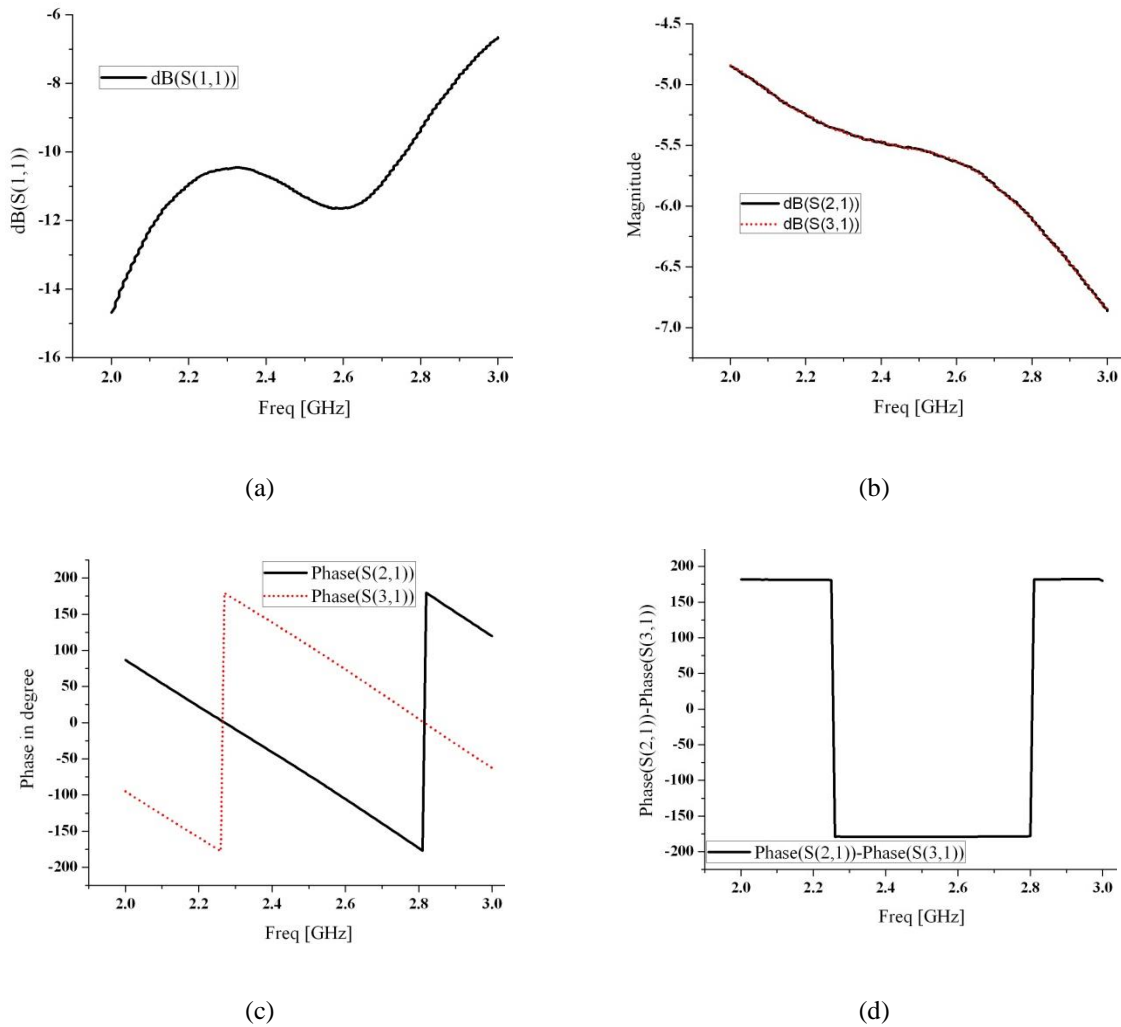 -6
-8
-10
-12
-14
-16
dB(S(1,1))
dB(S(1,1))
2.0 2.2 2.4 2.6 2.8 3.0
Freq [GHz]
(a)
-4.5
-5.0
-5.5
-6.0
-6.5
-7.0
Magnitude
dB(S(2,1))
dB(S(3,1))
2.0 2.2 2.4 2.6 2.8 3.0
Freq [GHz]
(b)
200
150
100
50
0
-50
-100
-150
-200
Phase in degree
Phase(S(2,1))
Phase(S(3,1))
2.0 2.2 2.4 2.6 2.8 3.0
Freq [GHz]
(c)
200
150
100
50
0
-50
-100
-150
-200
Phase(S(2,1))-Phase(S(3,1))
Phase(S(2,1))-Phase(S(3,1))
2.0 2.2 2.4 2.6 2.8 3.0
Freq [GHz]
(d)